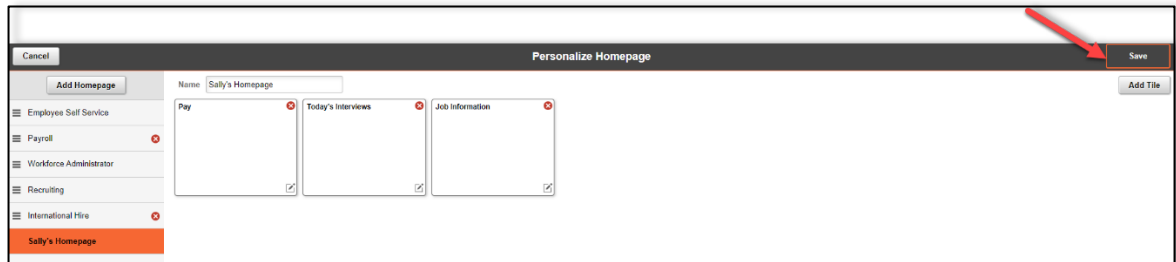 Cancel
Personalize Homepage
Save
Add Homepage
Name Sally's Homepage
Add Tile
Employee Self Service
Payroll
Workforce Administrator
Recruiting
International Hire
Sally's Homepage
Pay
Today's Interviews
Job Information